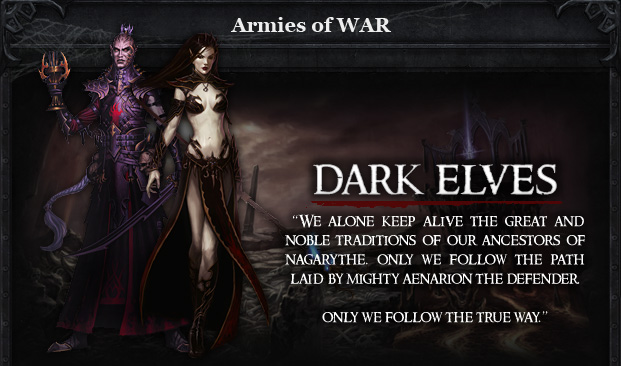 Armies of WAR
DARK ELVES
"WE ALONE KEEP ALIVE THE GREAT AND
NOBLE TRADITIONS OF OUR ANCESTORS OF
NAGARYTHE. ONLY WE FOLLOW THE PATH
LAID BY MIGHTY AENARION THE DEFENDER.
ONLY WE FOLLOW THE TRUE WAY."